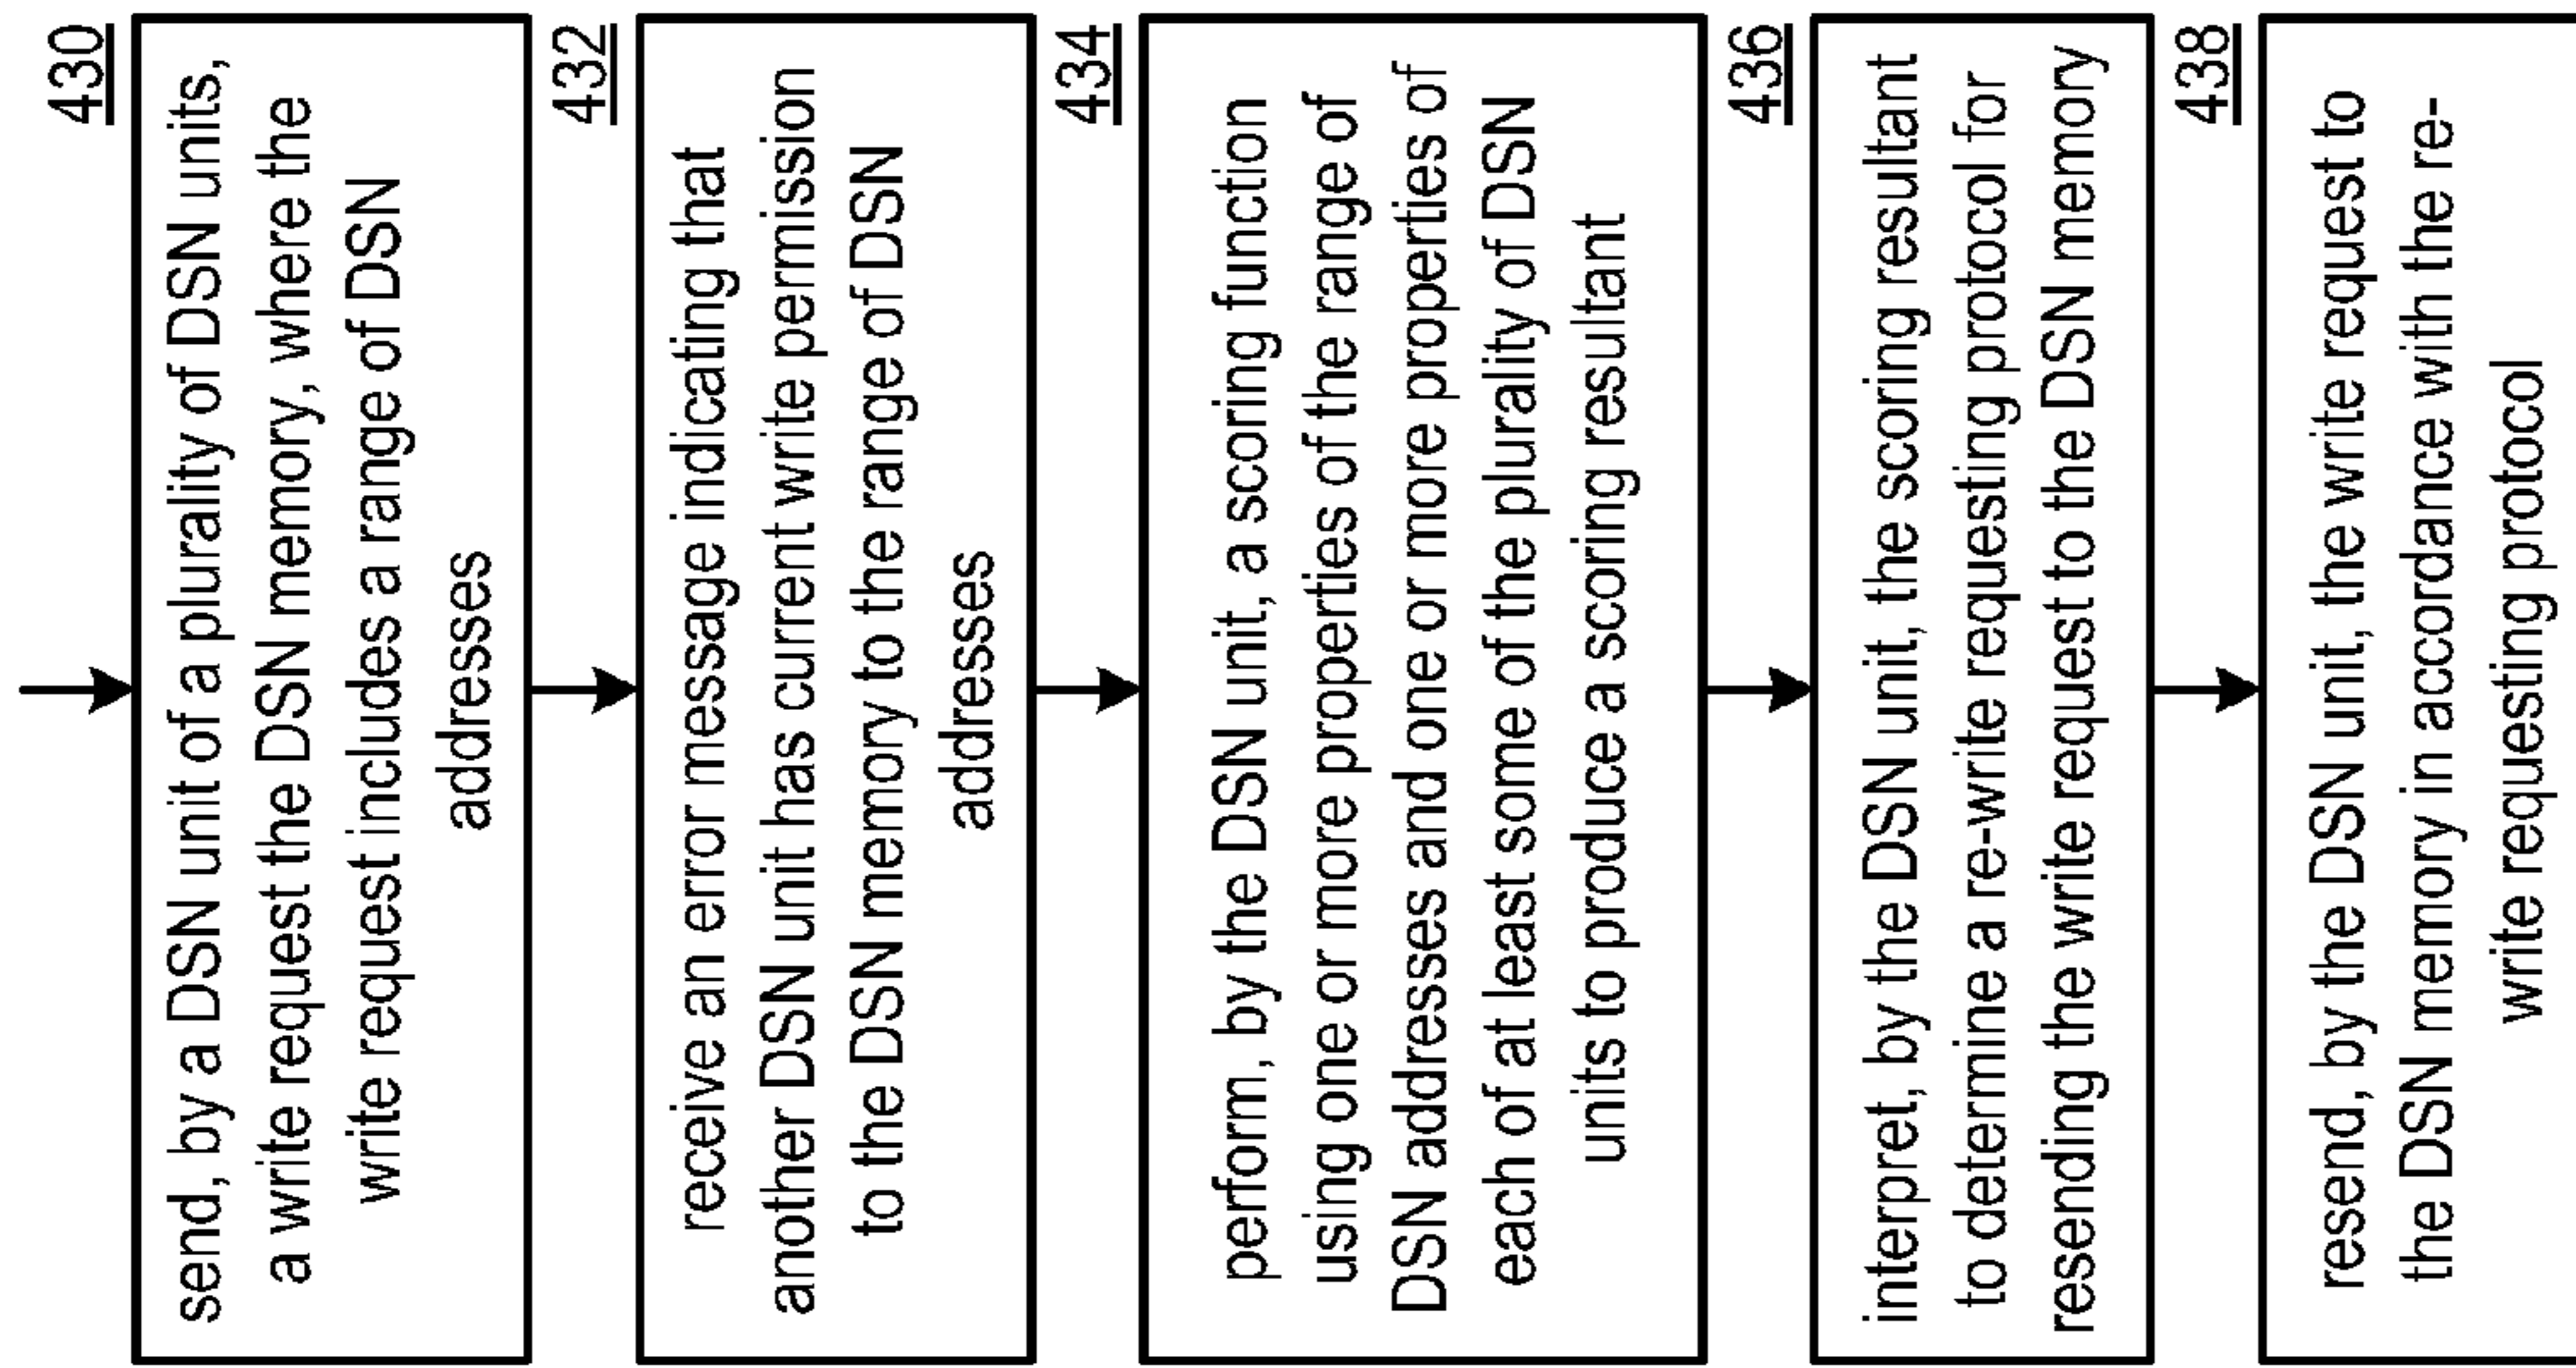 430
send, by a DSN unit of a plurality of DSN units,
a write request the DSN memory, where the
write request includes a range of DSN
addresses
432
receive an error message indicating that
another DSN unit has current write permission
to the DSN memory to the range of DSN
addresses
434
perform, by the DSN unit, a scoring function
using one or more properties of the range of
DSN addresses and one or more properties of
each of at least some of the plurality of DSN
units to produce a scoring resultant
436
interpret, by the DSN unit, the scoring resultant
to determine a re-write requesting protocol for
resending the write request to the DSN memory
438
resend, by the DSN unit, the write request to
the DSN memory in accordance with the re-
write requesting protocol